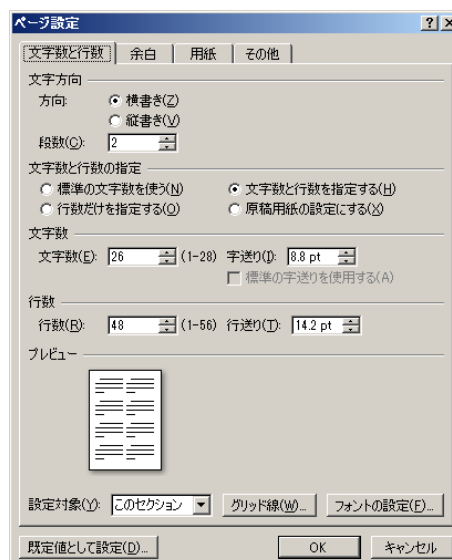 ページ設定
文字数と行数 余白 用紙 その他
文字方向
方向: 横書き(Z)
縦書き(V)
段数(C): 2
文字数と行数の指定
標準の文字数を使う(N) 文字数と行数を指定する(H)
行数だけを指定する(O) 原稿用紙の設定にする(X)
文字数
文字数(E): 26 (1-28) 字送り(I): 8.8 pt
標準の字送りを使用する(A)
行数
行数(R): 48 (1-56) 行送り(T): 14.2 pt
プレビュー
設定対象(Y): このセクション グリッド線(W)... フォントの設定(F)...
既定値として設定(D)... OK キャンセル